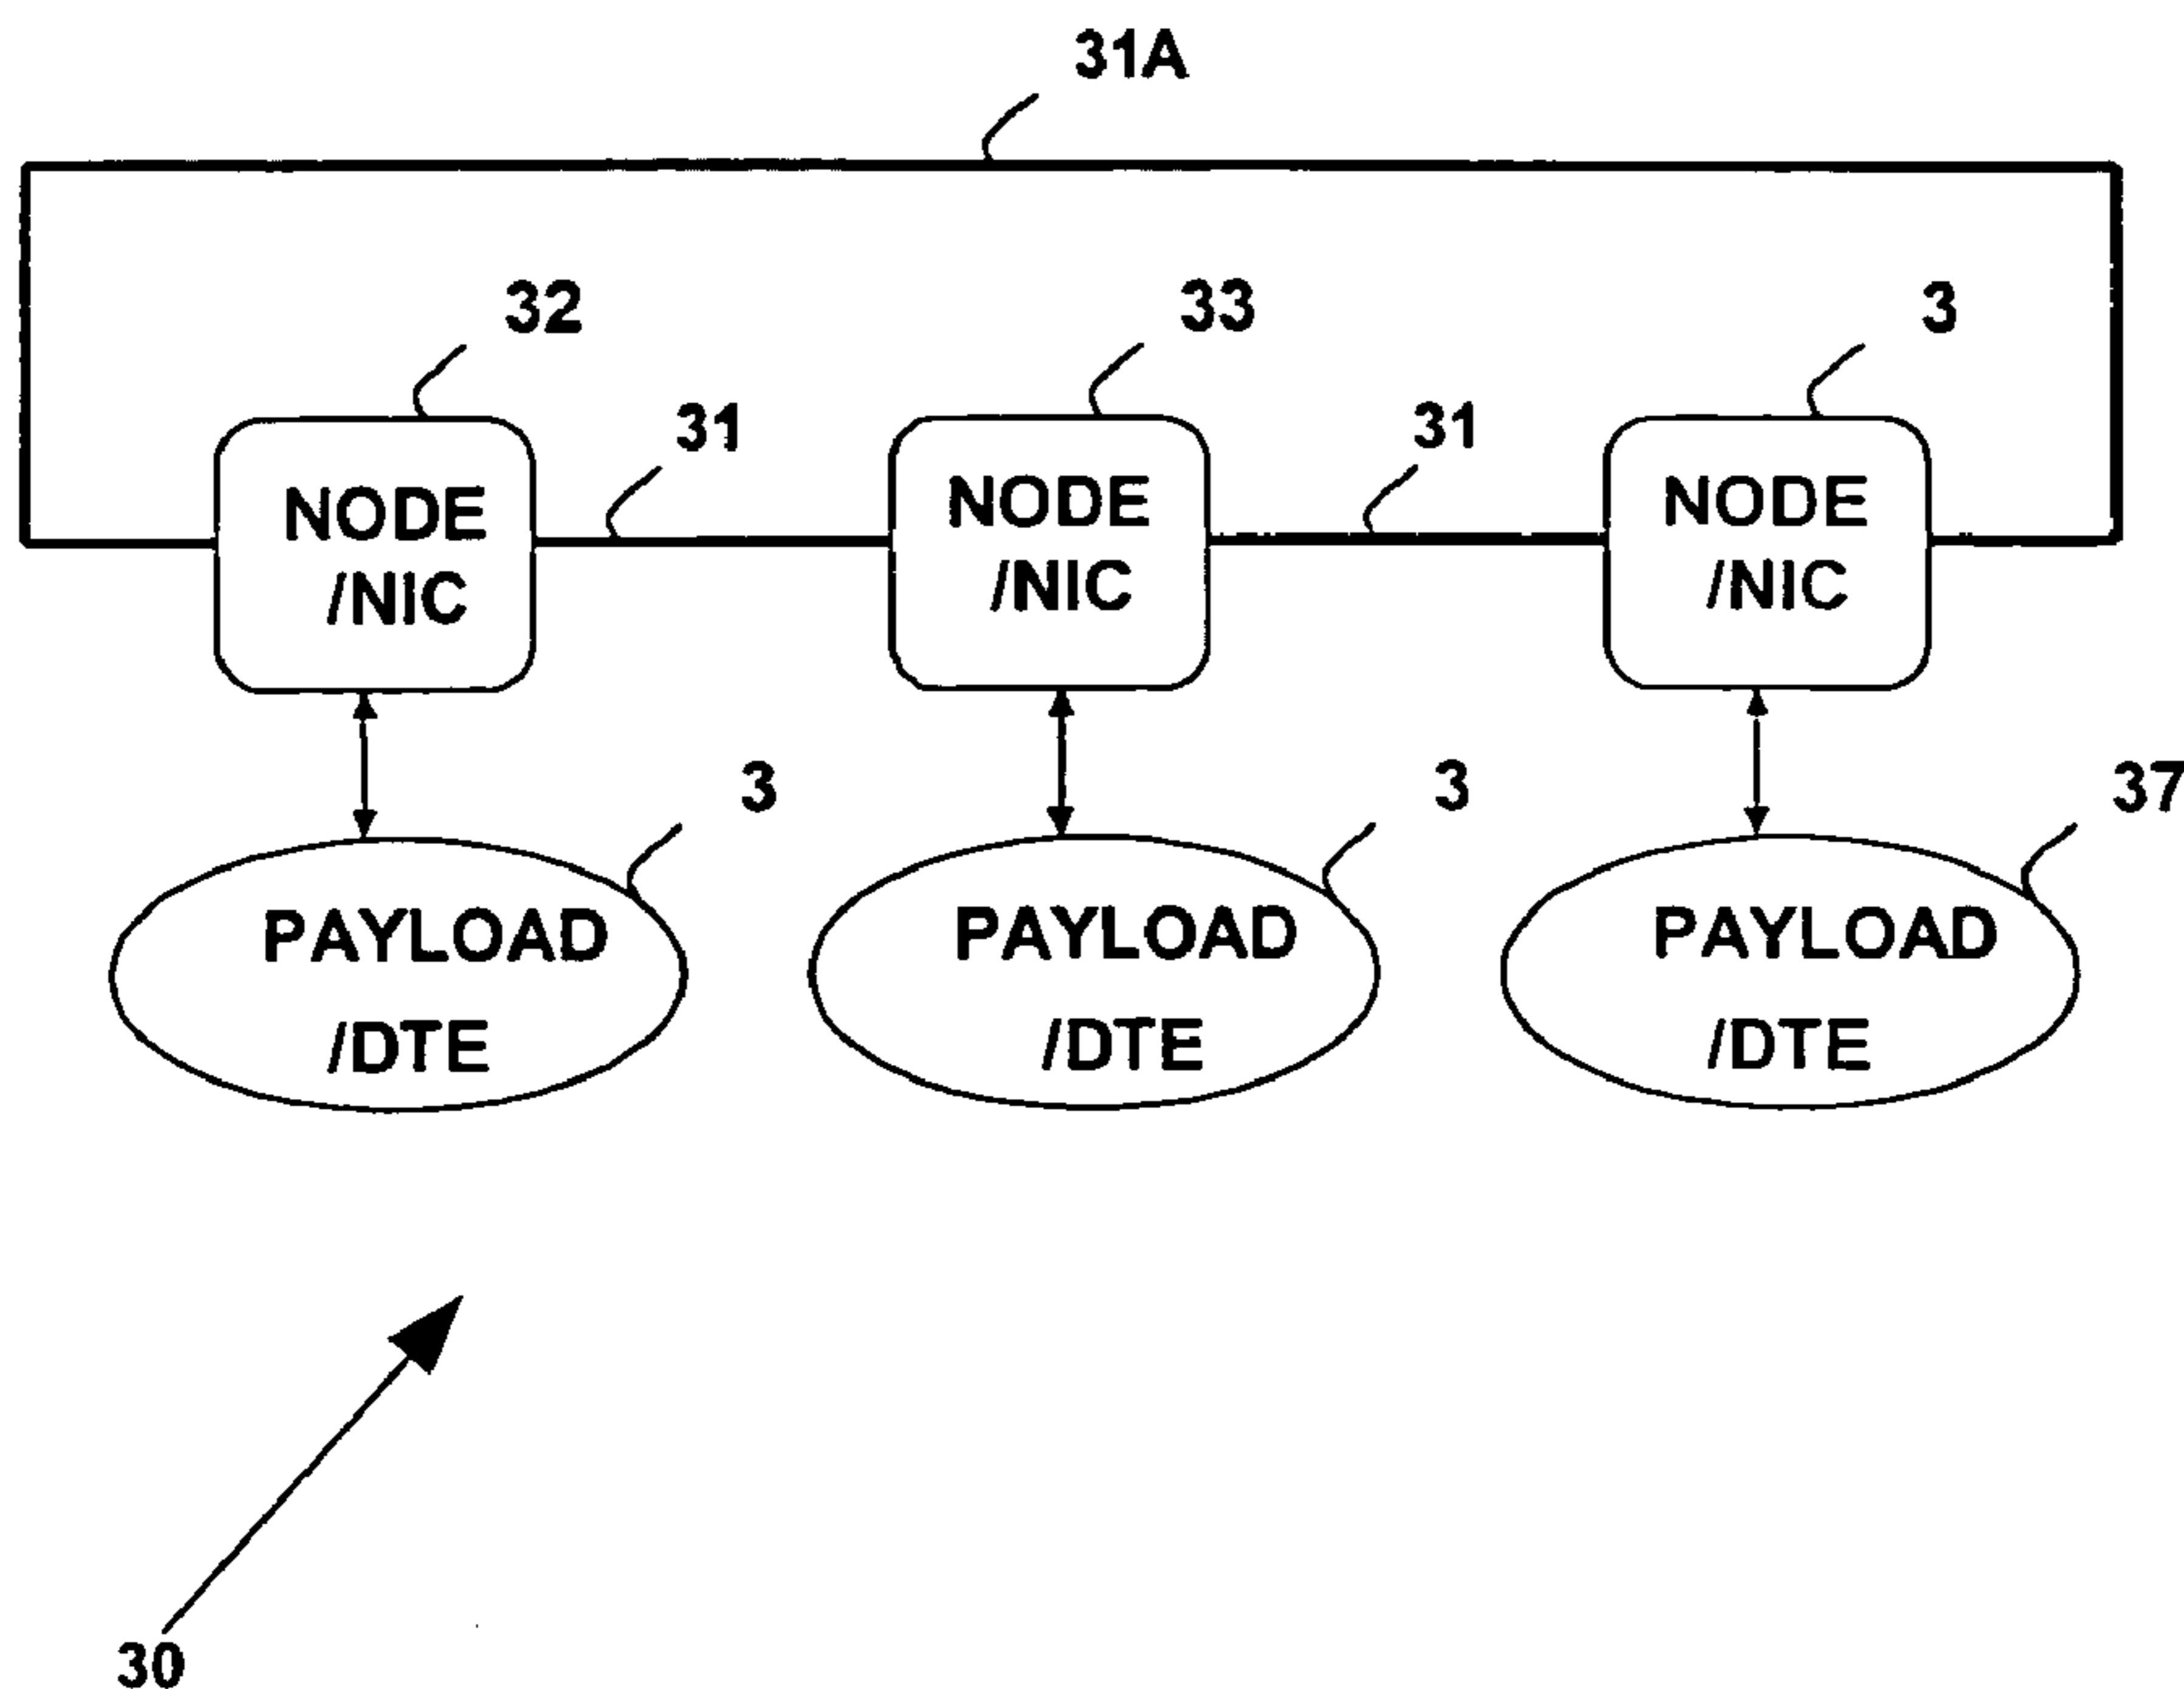 31A
32
33
3
31
31
NODE
/NIC
NODE
/NIC
NODE
/NIC
3
3
37
PAYLOAD
/DTE
PAYLOAD
/DTE
PAYLOAD
/DTE
30